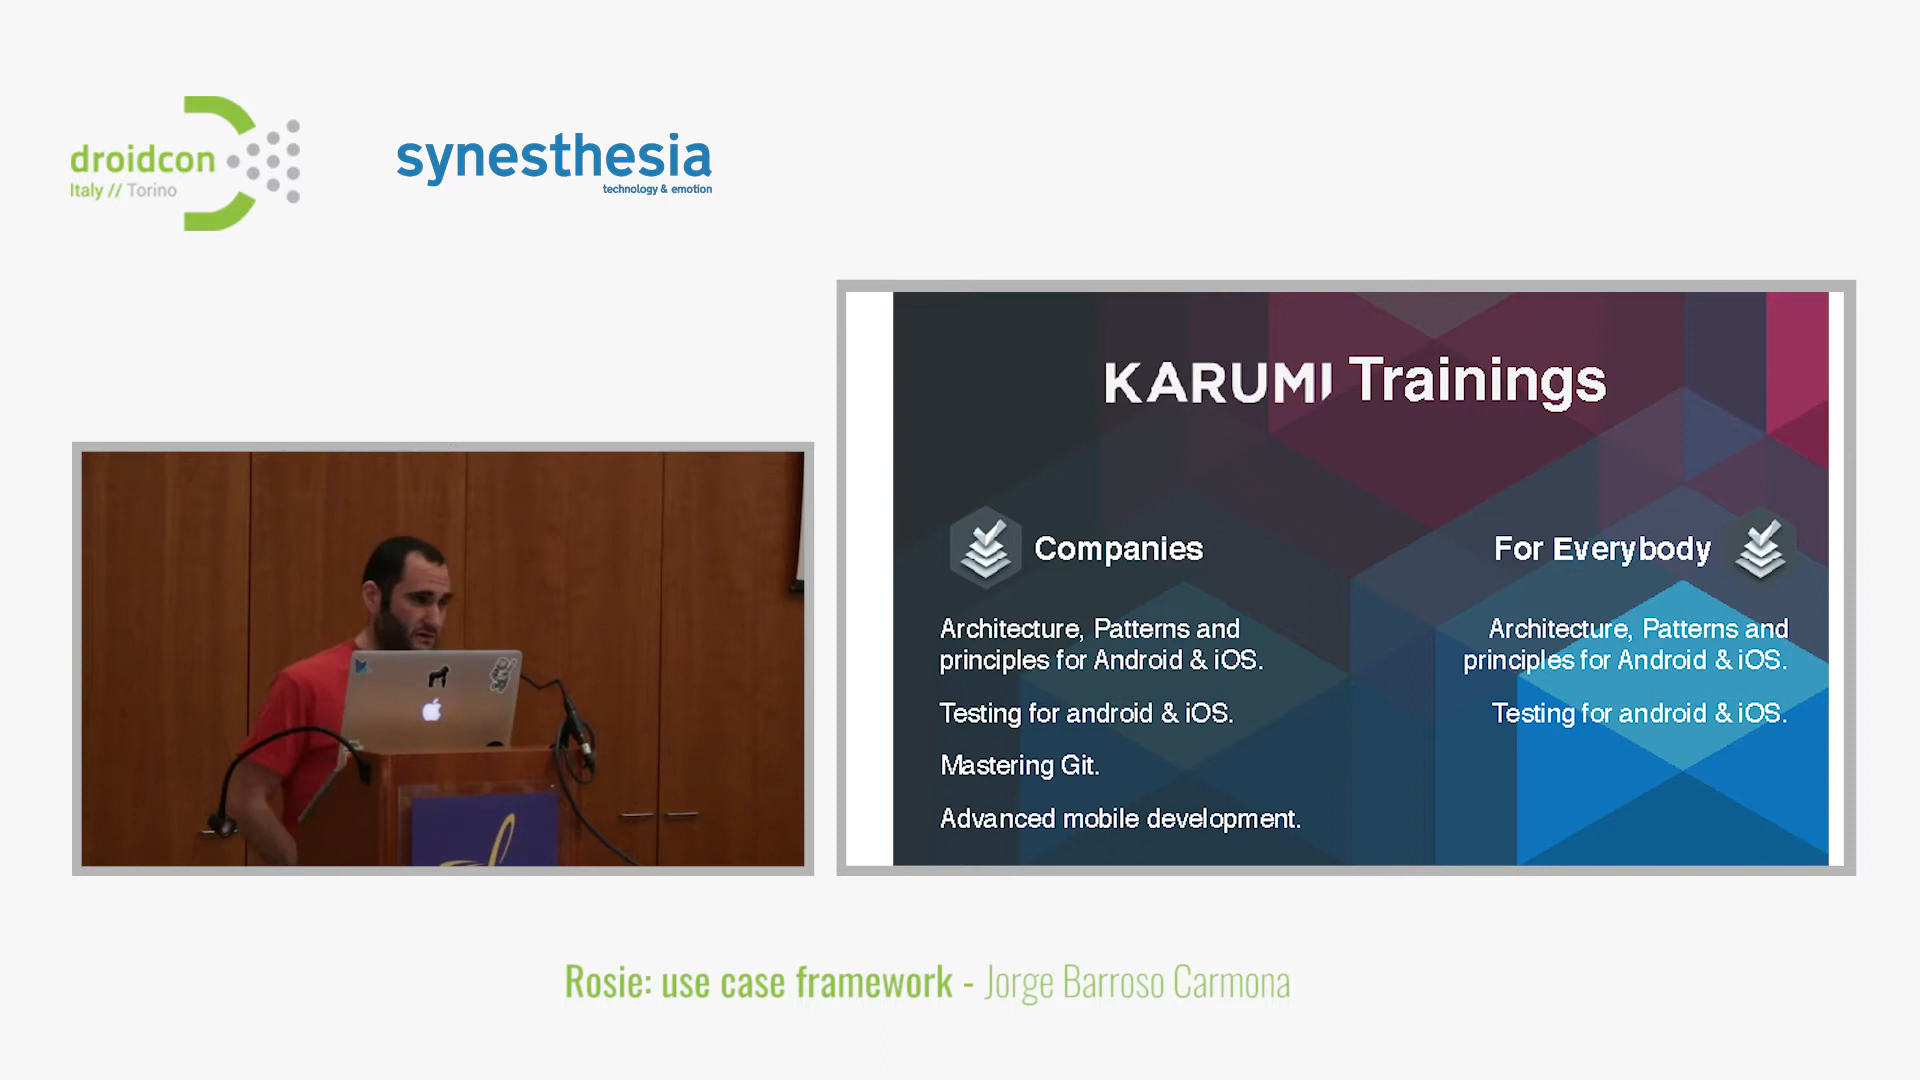 droidcon
Italy // Torino
synesthesia
technology & emotion
KARUMI Trainings
Companies
Architecture, Patterns and
principles for Android & iOS.
Testing for android & iOS.
Mastering Git.
Advanced mobile development.
For Everybody
Architecture, Patterns and
principles for Android & iOS.
Testing for android & iOS.
Rosie: use case framework - Jorge Barroso Carmona